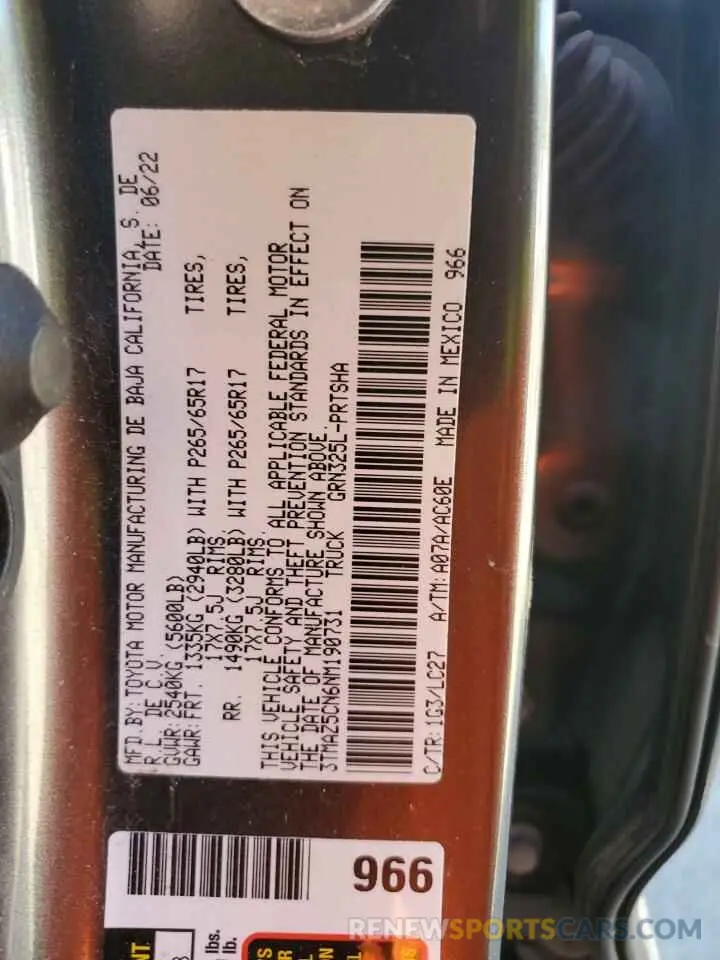 MFD.BY:TOYOTA MOTOR MANUFACTURING DE BAJA CALIFORNIA, S. DE
R L. DE C.V. DATE: 06/22
GVWR:2540KG (5600LB)
GAWR:FRT. 1335KG (2940LB) WITH P265/65R17 TIRES,
17X7.5J RIMS.
RR. 1490KG (3280LB) WITH P265/65R17 TIRES,
17X7.5J RIMS.
THIS VEHICLE CONFORMS TO ALL APPLICABLE FEDERAL MOTOR
VEHICLE SAFETY AND THEFT PREVENTION STANDARDS IN EFFECT ON
THE DATE OF MANUFACTURE SHOWN ABOVE.
3TMAZ5CN6NM190731 TRUCK GRN325L-PRTSHA
C/TR:1G3/LC27 A/TM:A07A/AC60E MADE IN MEXICO 966
966
lbs.
lb.
RENEWSPORTSCARS.COM